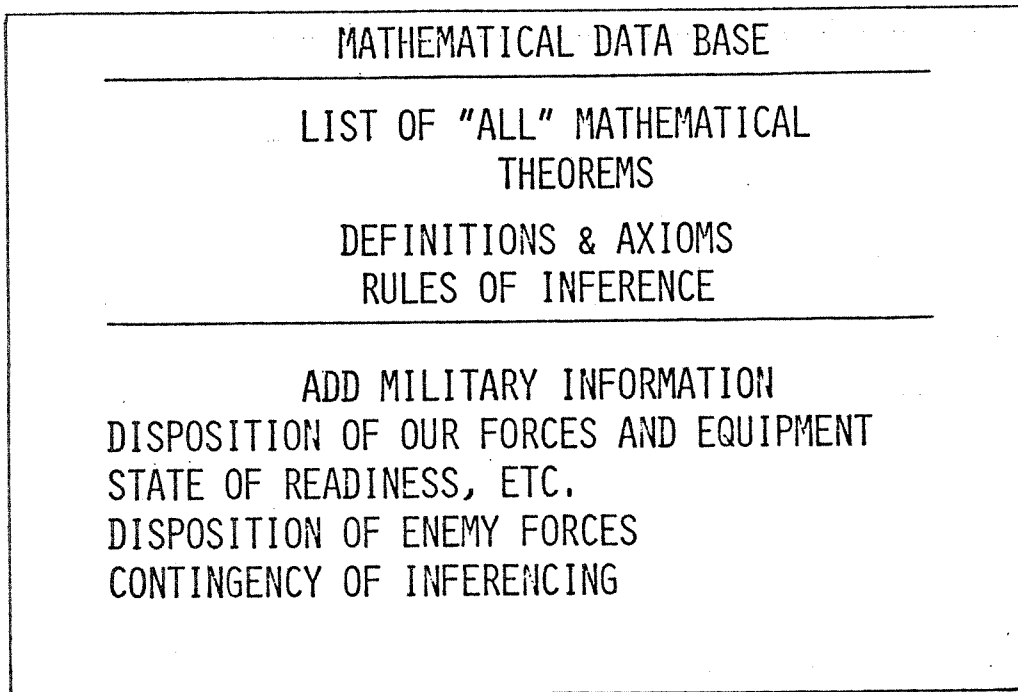 MATHEMATICAL DATA BASE
LIST OF "ALL" MATHEMATICAL
THEOREMS
DEFINITIONS & AXIOMS
RULES OF INFERENCE
ADD MILITARY INFORMATION
DISPOSITION OF OUR FORCES AND EQUIPMENT
STATE OF READINESS, ETC.
DISPOSITION OF ENEMY FORCES
CONTINGENCY OF INFERENCING